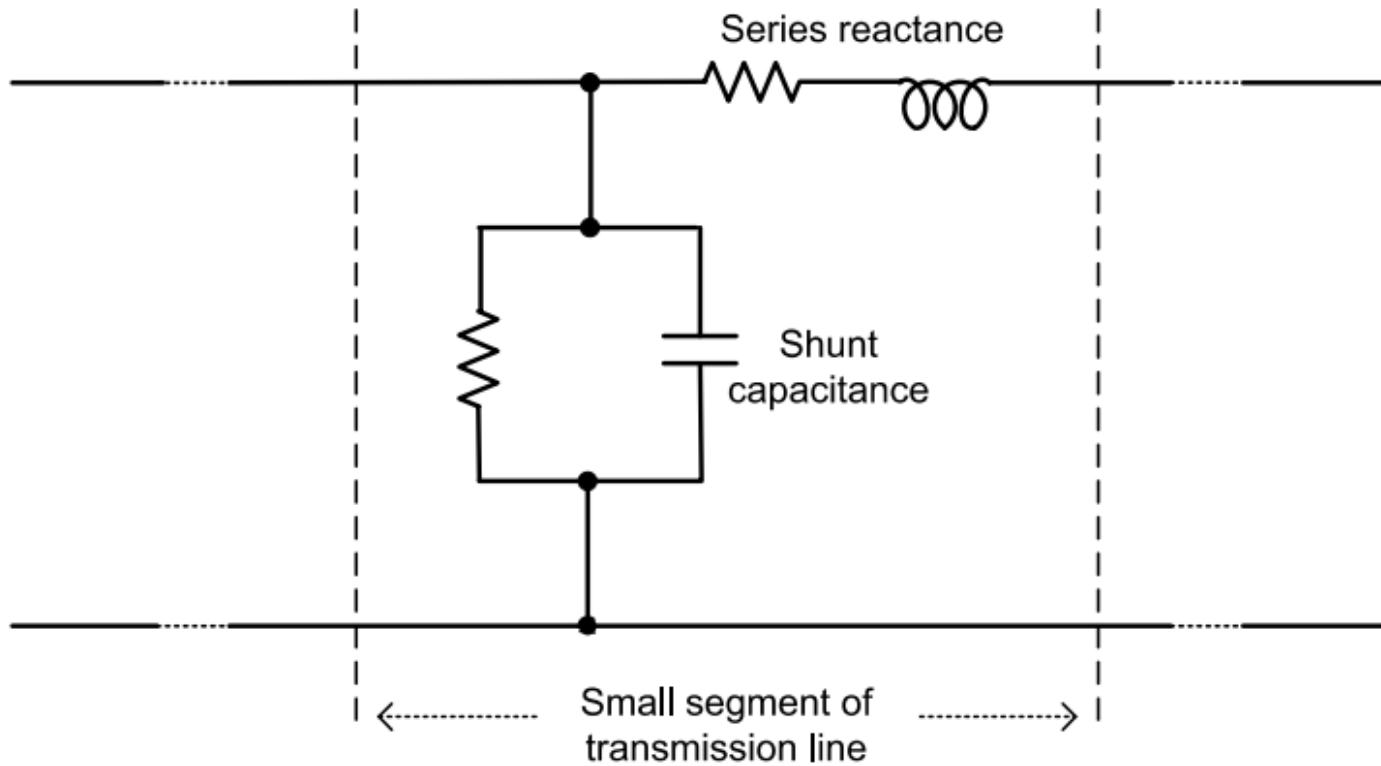 Series reactance
Shunt
capacitance
Small segment of
transmission line